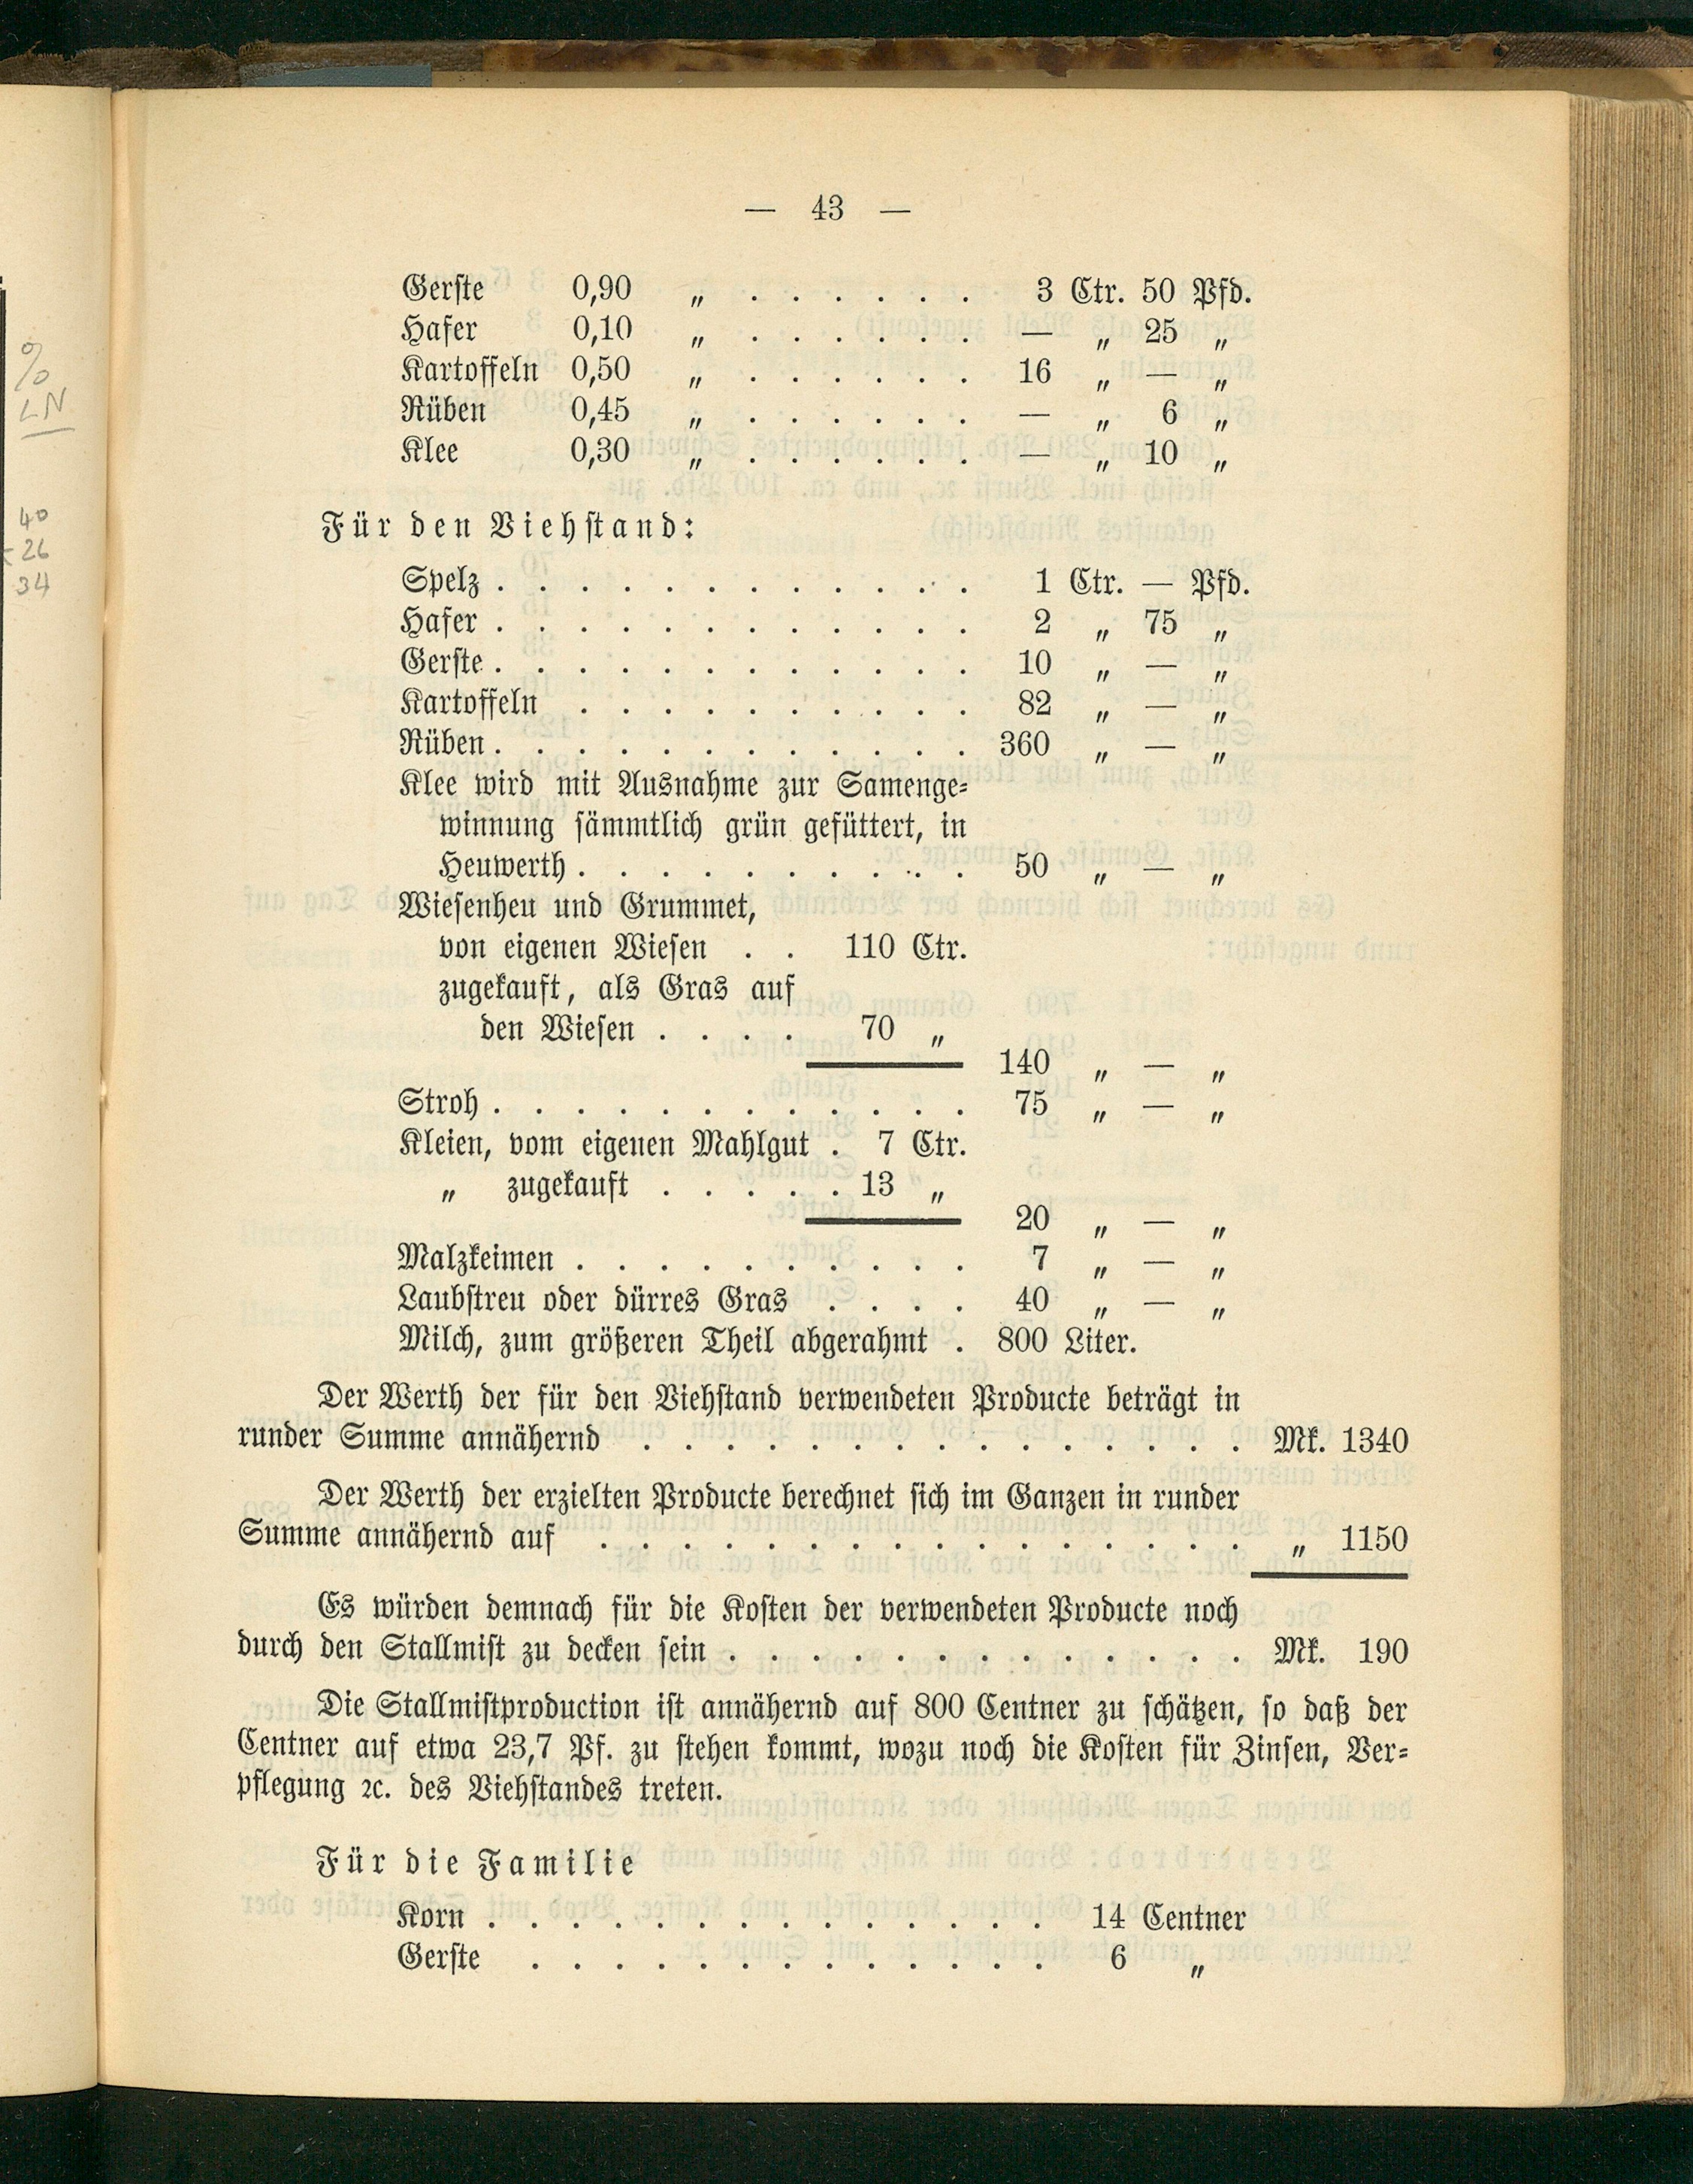 %
LN
40
26
34
— 43 —
Gerſte 0,90 „ . . . . . . 3 Ctr. 50 Pfd.
Hafer 0,10 „ . . . . . . — „ 25 „
Kartoffeln 0,50 „ . . . . . . 16 „ — „
Rüben 0,45 „ . . . . . . — „ 6 „
Klee 0,30 „ . . . . . . — „ 10 „
Für den Viehſtand:
Spelz . . . . . . . . . . . . 1 Ctr. — Pfd.
Hafer . . . . . . . . . . . . 2 „ 75 „
Gerſte . . . . . . . . . . . . 10 „ — „
Kartoffeln . . . . . . . . . . 82 „ — „
Rüben . . . . . . . . . . . . 360 „ — „
Klee wird mit Ausnahme zur Samenge-
winnung ſämmtlich grün gefüttert, in
Heuwerth . . . . . . . . . . 50 „ — „
Wieſenheu und Grummet,
von eigenen Wieſen . . 110 Ctr.
zugekauft, als Gras auf
den Wieſen . . . . 70 „
140 „ — „
Stroh . . . . . . . . . . . . 75 „ — „
Kleien, vom eigenen Mahlgut . 7 Ctr.
„ zugekauft . . . . . 13 „
20 „ — „
Malzkeimen . . . . . . . . . . 7 „ — „
Laubſtreu oder dürres Gras . . . . 40 „ — „
Milch, zum größeren Theil abgerahmt . 800 Liter.
Der Werth der für den Viehſtand verwendeten Producte beträgt in
runder Summe annähernd . . . . . . . . . . . . . . . Mk. 1340
Der Werth der erzielten Producte berechnet ſich im Ganzen in runder
Summe annähernd auf . . . . . . . . . . . . . . . . „ 1150
Es würden demnach für die Koſten der verwendeten Producte noch
durch den Stallmiſt zu decken ſein . . . . . . . . . . . . . Mk. 190
Die Stallmiſtproduction iſt annähernd auf 800 Centner zu ſchätzen, ſo daß der
Centner auf etwa 23,7 Pf. zu ſtehen kommt, wozu noch die Koſten für Zinſen, Ver-
pflegung ꝛc. des Viehſtandes treten.
Für die Familie
Korn . . . . . . . . . . . . . . 14 Centner
Gerſte . . . . . . . . . . . . . 6 „